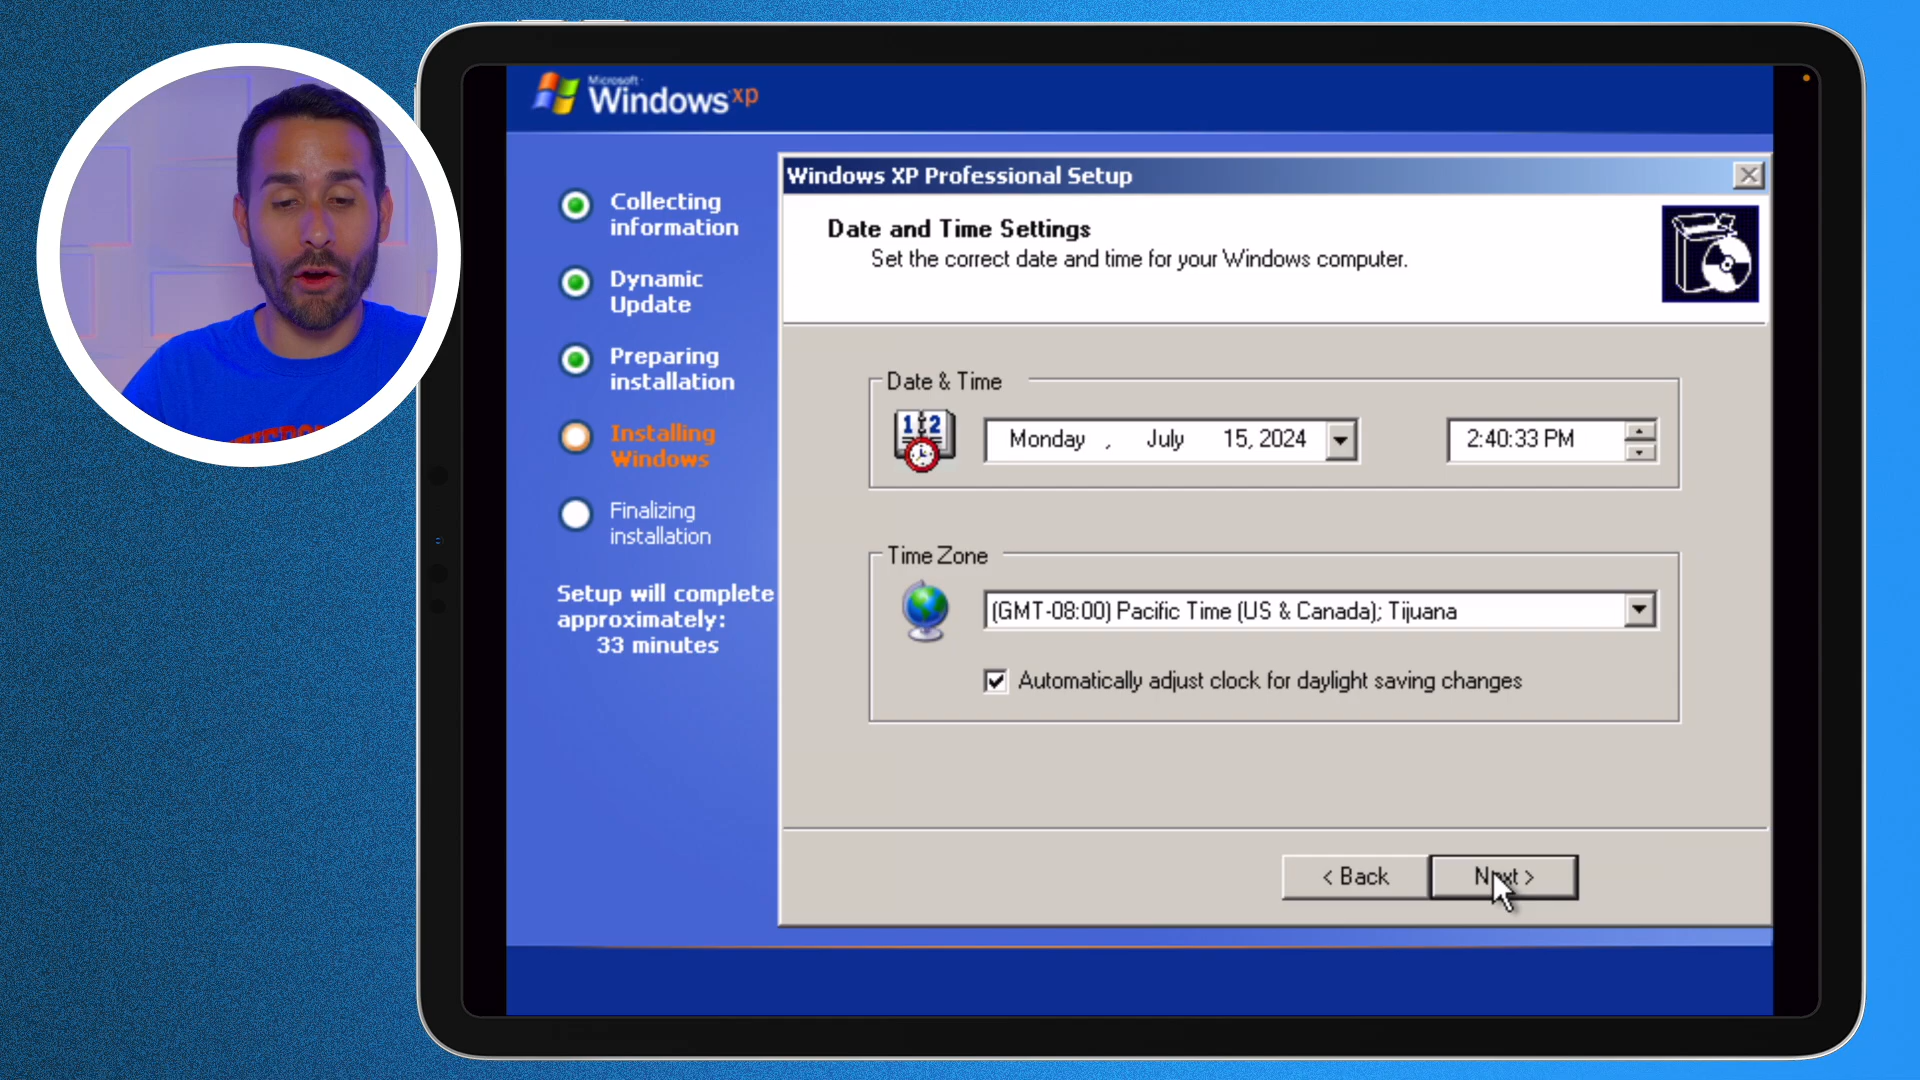 Microsoft
Windows xp
Collecting
information
Dynamic
Update
Preparing
installation
Installing
Windows
Finalizing
installation
Setup will complete
approximately:
33 minutes
Windows XP Professional Setup
Date and Time Settings
Set the correct date and time for your Windows computer.
Date & Time
12
Monday , July 15, 2024
2:40:33 PM
Time Zone
(GMT-08:00) Pacific Time (US & Canada); Tijuana
Automatically adjust clock for daylight saving changes
< Back
Next >